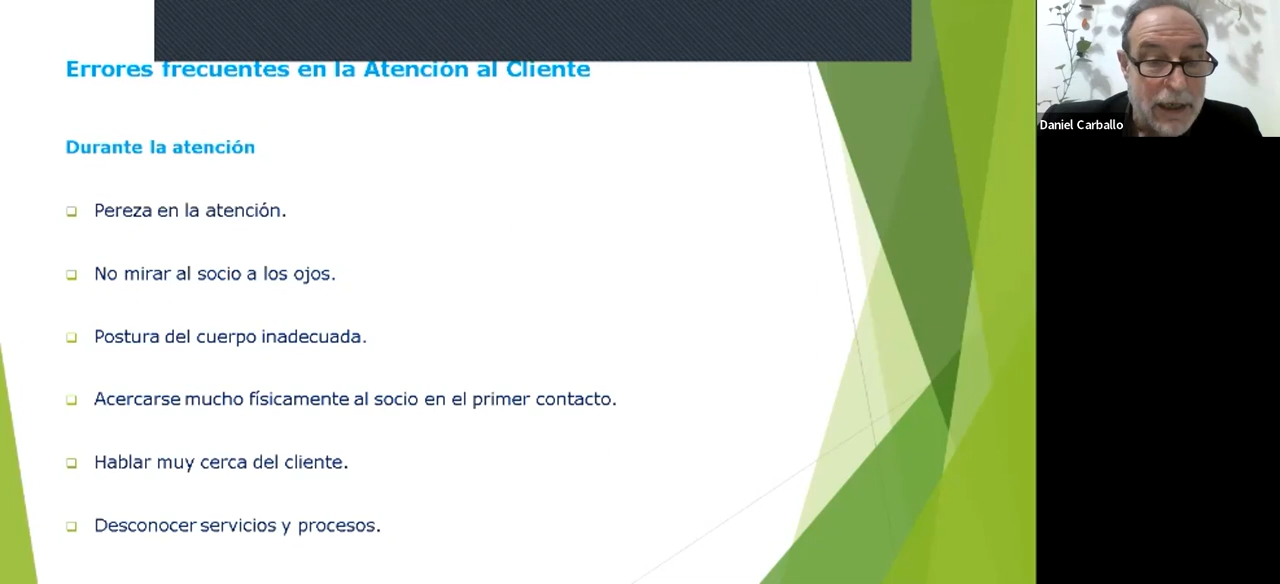 Errores frecuentes en la Atención al Cliente
Durante la atención
Pereza en la atención.
No mirar al socio a los ojos.
Postura del cuerpo inadecuada.
Acercarse mucho físicamente al socio en el primer contacto.
Hablar muy cerca del cliente.
Desconocer servicios y procesos.
Daniel Carballo